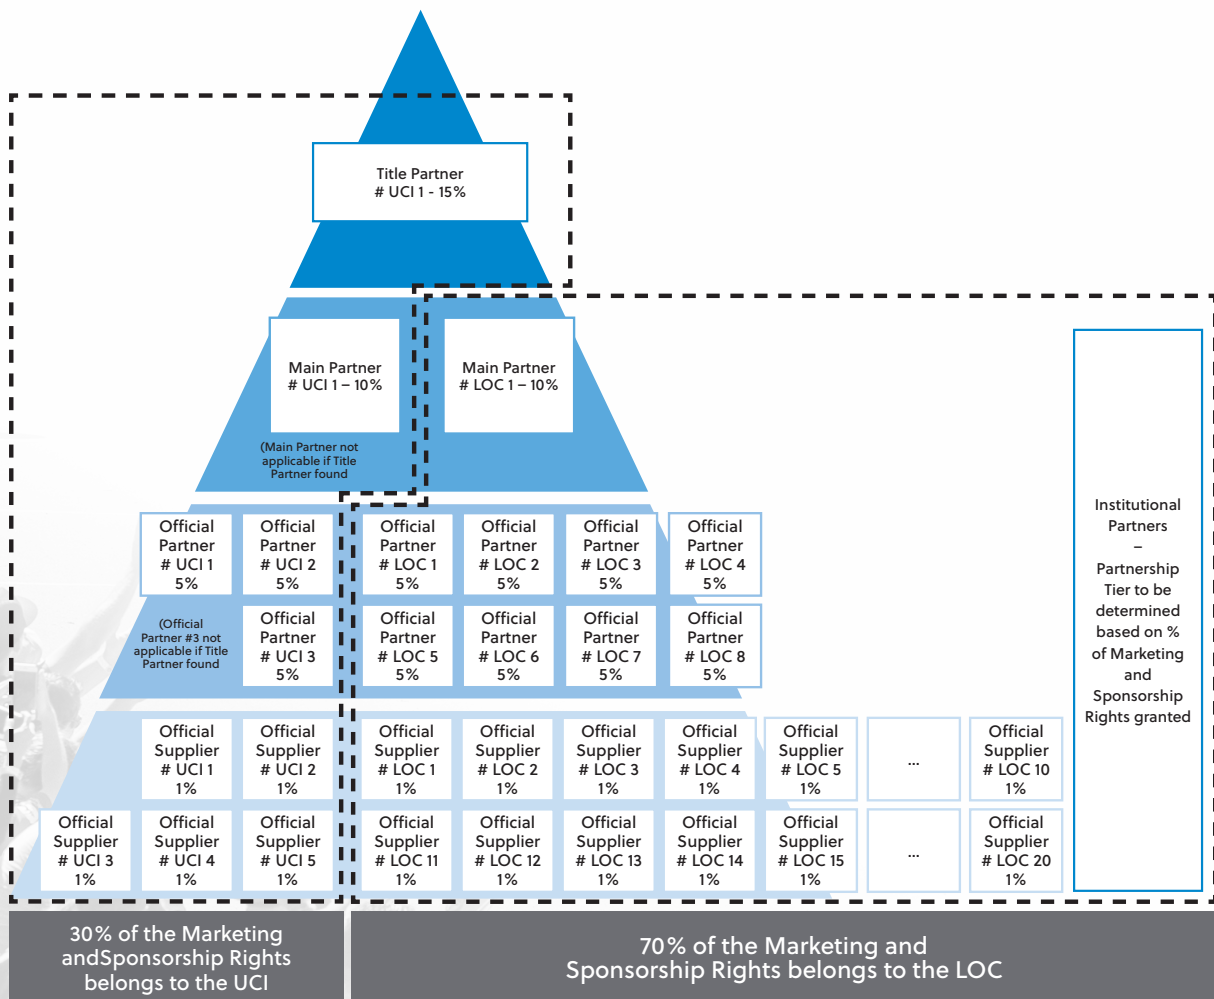 Title Partner
# UCI 1 - 15%
Main Partner
# UCI 1 – 10%
Main Partner
# LOC 1 – 10%
(Main Partner not
applicable if Title
Partner found
Official
Partner
# UCI 1
5%
Official
Partner
# UCI 2
5%
Official
Partner
# LOC 1
5%
Official
Partner
# LOC 2
5%
Official
Partner
# LOC 3
5%
Official
Partner
# LOC 4
5%
(Official
Partner #3 not
applicable if Title
Partner found
Official
Partner
# UCI 3
5%
Official
Partner
# LOC 5
5%
Official
Partner
# LOC 6
5%
Official
Partner
# LOC 7
5%
Official
Partner
# LOC 8
5%
Official
Supplier
# UCI 1
1%
Official
Supplier
# UCI 2
1%
Official
Supplier
# LOC 1
1%
Official
Supplier
# LOC 2
1%
Official
Supplier
# LOC 3
1%
Official
Supplier
# LOC 4
1%
Official
Supplier
# LOC 5
1%
...
Official
Supplier
# LOC 10
1%
Official
Supplier
# UCI 3
1%
Official
Supplier
# UCI 4
1%
Official
Supplier
# UCI 5
1%
Official
Supplier
# LOC 11
1%
Official
Supplier
# LOC 12
1%
Official
Supplier
# LOC 13
1%
Official
Supplier
# LOC 14
1%
Official
Supplier
# LOC 15
1%
...
Official
Supplier
# LOC 20
1%
Institutional
Partners
–
Partnership
Tier to be
determined
based on %
of Marketing
and
Sponsorship
Rights granted
30% of the Marketing
andSponsorship Rights
belongs to the UCI
70% of the Marketing and
Sponsorship Rights belongs to the LOC